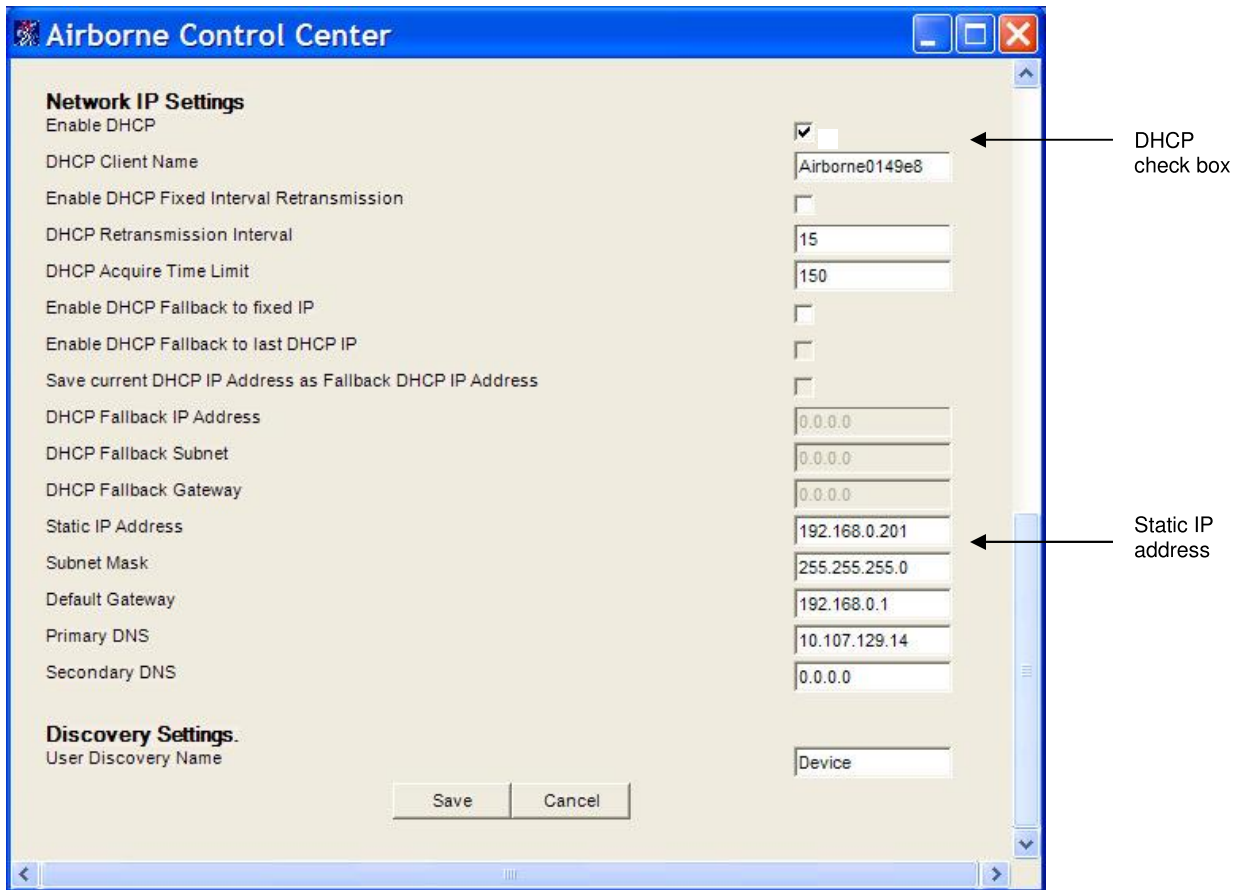 Airborne Control Center
Network IP Settings
Enable DHCP
DHCP check box
DHCP Client Name Airborne0149e8
Enable DHCP Fixed Interval Retransmission
DHCP Retransmission Interval 15
DHCP Acquire Time Limit 150
Enable DHCP Fallback to fixed IP
Enable DHCP Fallback to last DHCP IP
Save current DHCP IP Address as Fallback DHCP IP Address
DHCP Fallback IP Address 0.0.0.0
DHCP Fallback Subnet 0.0.0.0
DHCP Fallback Gateway 0.0.0.0
Static IP Address 192.168.0.201
Static IP address
Subnet Mask 255.255.255.0
Default Gateway 192.168.0.1
Primary DNS 10.107.129.14
Secondary DNS 0.0.0.0
Discovery Settings.
User Discovery Name Device
Save Cancel